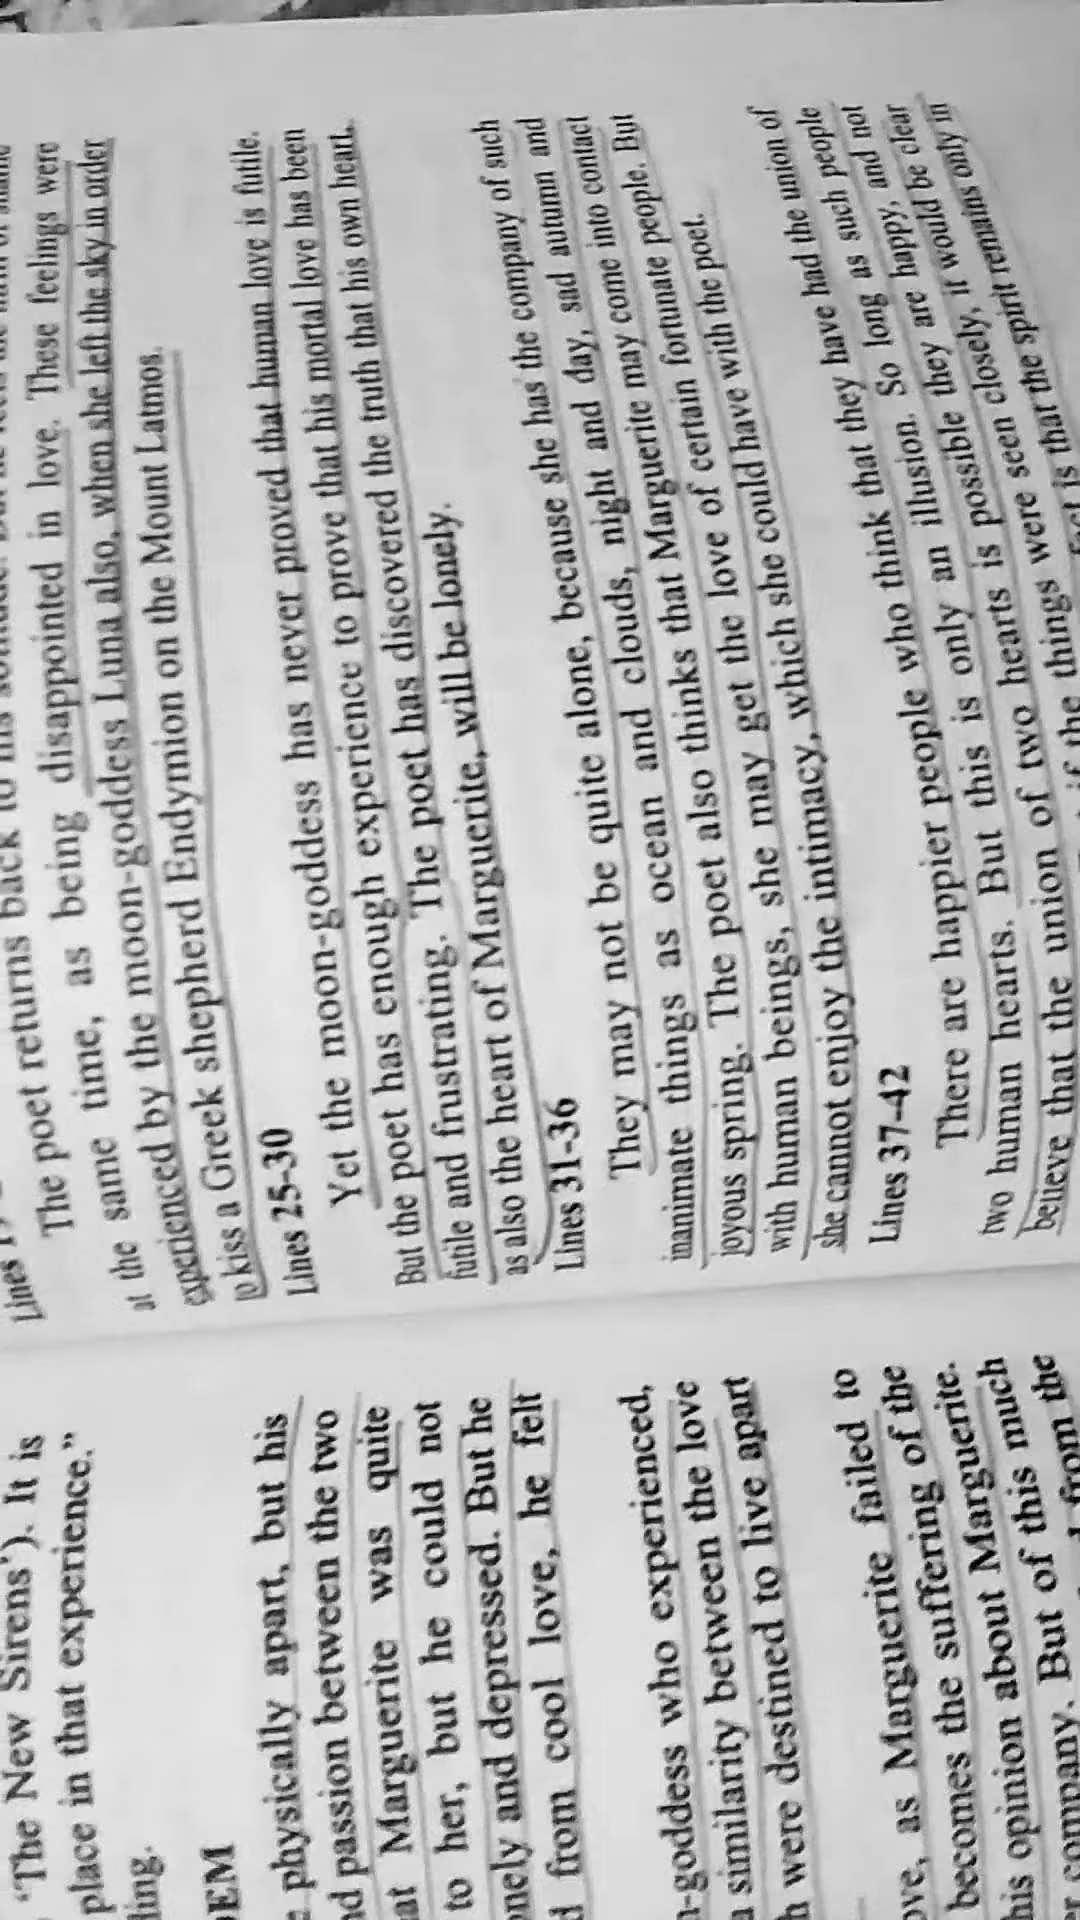 'The New Sirens'). It is
place in that experience."
physically apart, but his
passion between the two
Marguerite was quite
to her, but he could not
and depressed. But he
from cool love, he felt
who experienced,
similarity between the love
were destined to live apart
as Marguerite failed to
becomes the suffering of the
his opinion about Marguerite.
company. But of this much
from the
Lines
The poet returns back to his
at the same time, as being disappointed in love. These feelings were
experienced by the moon-goddess Luna also, when she left the sky in order
to kiss a Greek shepherd Endymion on the Mount Latmos.
Lines 25-30
Yet the moon-goddess has never proved that human love is futile.
But the poet has enough experience to prove that his mortal love has been
futile and frustrating. The poet has discovered the truth that his own heart,
as also the heart of Marguerite, will be lonely.
Lines 31-36
They may not be quite alone, because she has the company of such
inanimate things as ocean and clouds, night and day, sad autumn and
joyous spring. The poet also thinks that Marguerite may come into contact
with human beings, she may get the love of certain fortunate people. But
she cannot enjoy the intimacy, which she could have with the poet.
Lines 37-42
There are happier people who think that they have had the union of
two human hearts. But this is only an illusion. So long as such people
believe that the union of two hearts is possible they are happy, and not
if the things were seen closely, it would be clear
is that the spirit remains only in